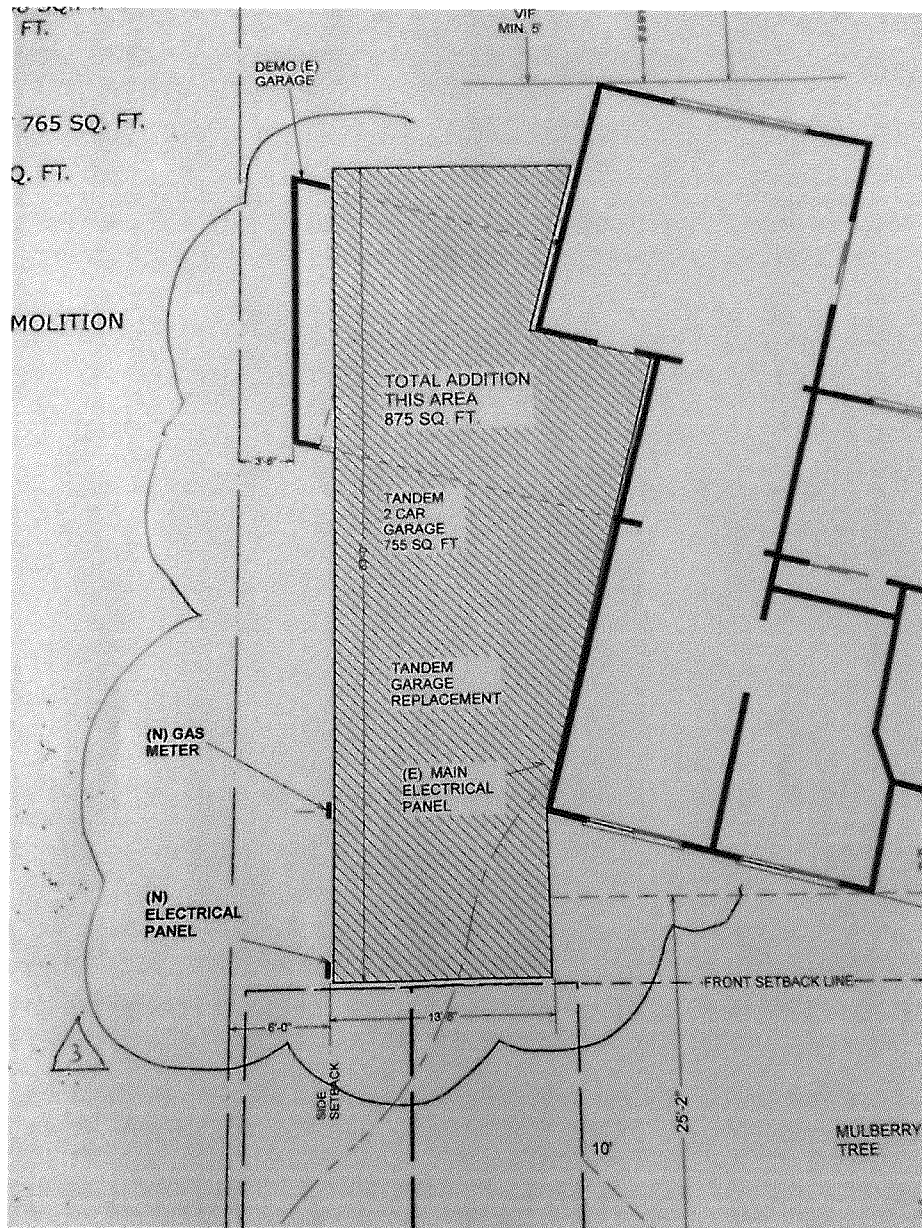 FT.
VIF
MIN. 5'
DEMO (E)
GARAGE
765 SQ. FT.
Q. FT.
MOLITION
TOTAL ADDITION
THIS AREA
875 SQ. FT.
3'-6"
TANDEM
2 CAR
GARAGE
755 SQ. FT
TANDEM
GARAGE
REPLACEMENT
(N) GAS
METER
(E) MAIN
ELECTRICAL
PANEL
(N)
ELECTRICAL
PANEL
FRONT SETBACK LINE
6'-0"
13'-8"
3
SIDE
SETBACK
25'-2"
10'
MULBERRY
TREE